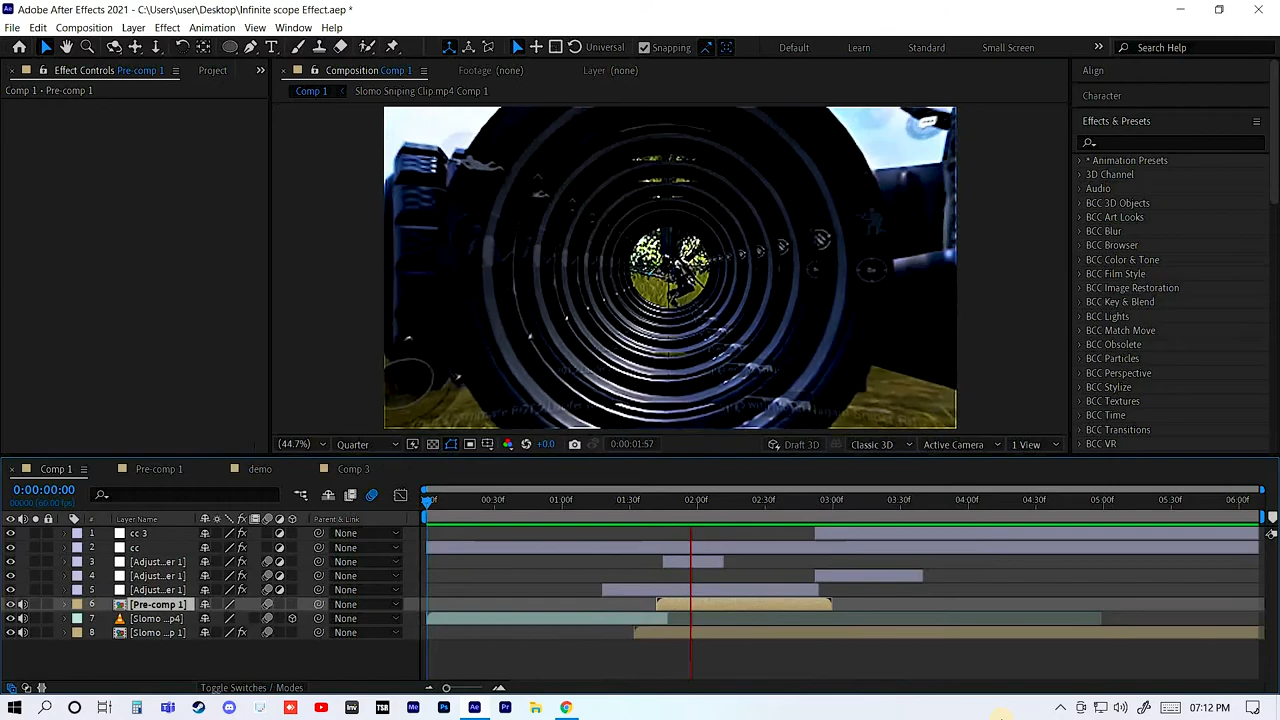 Adobe After Effects 2021 - C:\Users\user\Desktop\Infinite scope Effect.aep *
File Edit Composition Layer Effect Animation View Window Help
Universal Snapping Default Learn Standard Small Screen Search Help
Effect Controls Pre-comp 1 Project Composition Comp 1 Footage (none) Layer (none) Align
Comp 1 • Pre-comp 1 Comp 1 Slomo Sniping Clip.mp4 Comp 1
Character
Effects & Presets
* Animation Presets
3D Channel
Audio
BCC 3D Objects
BCC Art Looks
BCC Blur
BCC Browser
BCC Color & Tone
BCC Film Style
BCC Image Restoration
BCC Key & Blend
BCC Lights
BCC Match Move
BCC Obsolete
BCC Particles
BCC Perspective
BCC Stylize
BCC Textures
BCC Time
BCC Transitions
BCC VR
(44.7%) Quarter +0.0 0:00:01:57 Draft 3D Classic 3D Active Camera 1 View
Comp 1 Pre-comp 1 demo Comp 3
0:00:00:00
00000 (60.00 fps)
00:30f 01:00f 01:30f 02:00f 02:30f 03:00f 03:30f 04:00f 04:30f 05:00f 05:30f 06:00f
# Layer Name Parent & Link
1 cc 3 None
2 cc None
3 [Adjust...er 1] None
4 [Adjust...er 1] None
5 [Adjust...er 1] None
6 [Pre-comp 1] None
7 [Slomo ...p4] None
8 [Slomo ...p 1] None
Toggle Switches / Modes
07:12 PM